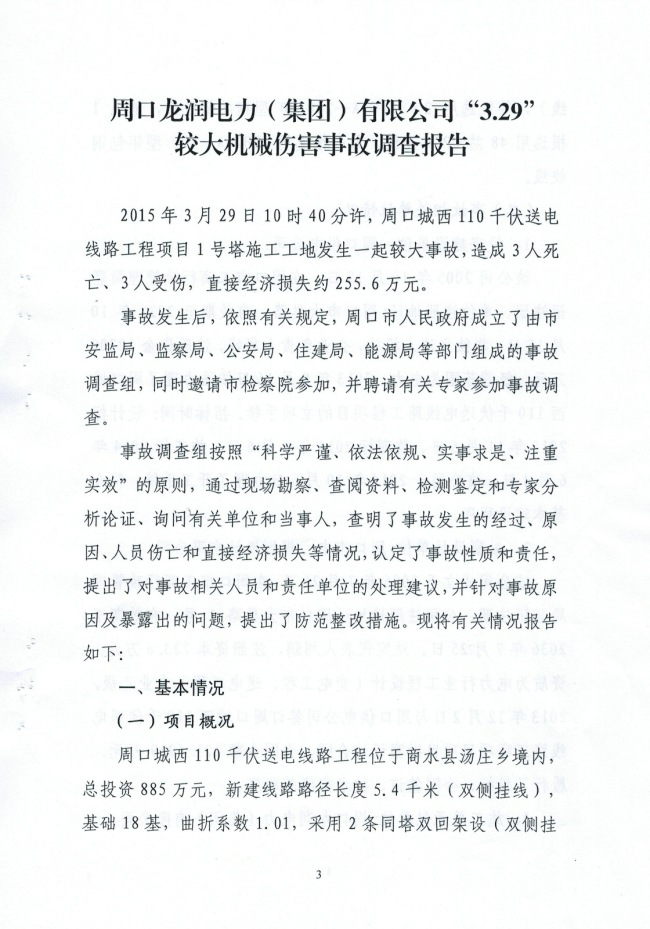 周口龙润电力（集团）有限公司“3.29”
较大机械伤害事故调查报告
2015年3月29日10时40分许，周口城西110千伏送电
线路工程项目1号塔施工工地发生一起较大事故，造成3人死
亡、3人受伤，直接经济损失约255.6万元。
事故发生后，依照有关规定，周口市人民政府成立了由市
安监局、监察局、公安局、住建局、能源局等部门组成的事故
调查组，同时邀请市检察院参加，并聘请有关专家参加事故调
查。
事故调查组按照“科学严谨、依法依规、实事求是、注重
实效”的原则，通过现场勘察、查阅资料、检测鉴定和专家分
析论证、询问有关单位和当事人，查明了事故发生的经过、原
因、人员伤亡和直接经济损失等情况，认定了事故性质和责任，
提出了对事故相关人员和责任单位的处理建议，并针对事故原
因及暴露出的问题，提出了防范整改措施。现将有关情况报告
如下：
一、基本情况
（一）项目概况
周口城西110千伏送电线路工程位于商水县汤庄乡境内，
总投资885万元，新建线路路径长度5.4千米（双侧挂线），
基础18基，曲折系数1.01，采用2条同塔双回架设（双侧挂
3